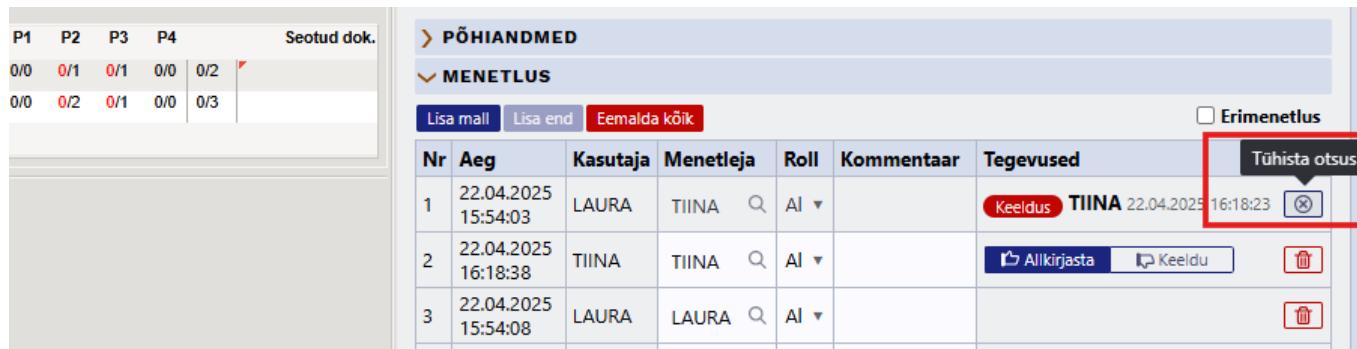 P1 P2 P3 P4 Seotud dok.
0/0 0/1 0/1 0/0 0/2
0/0 0/2 0/1 0/0 0/3
PÕHIANDMED
MENETLUS
Lisa mall Lisa end Eemalda kõik Erimenetlus
Nr Aeg Kasutaja Menetleja Roll Kommentaar Tegevused Tühista otsus
1 22.04.2025 15:54:03 LAURA TIINA Al Keeldus TIINA 22.04.2025 16:18:23
2 22.04.2025 16:18:38 TIINA TIINA Al Allkirjasta Keeldu
3 22.04.2025 15:54:08 LAURA LAURA Al